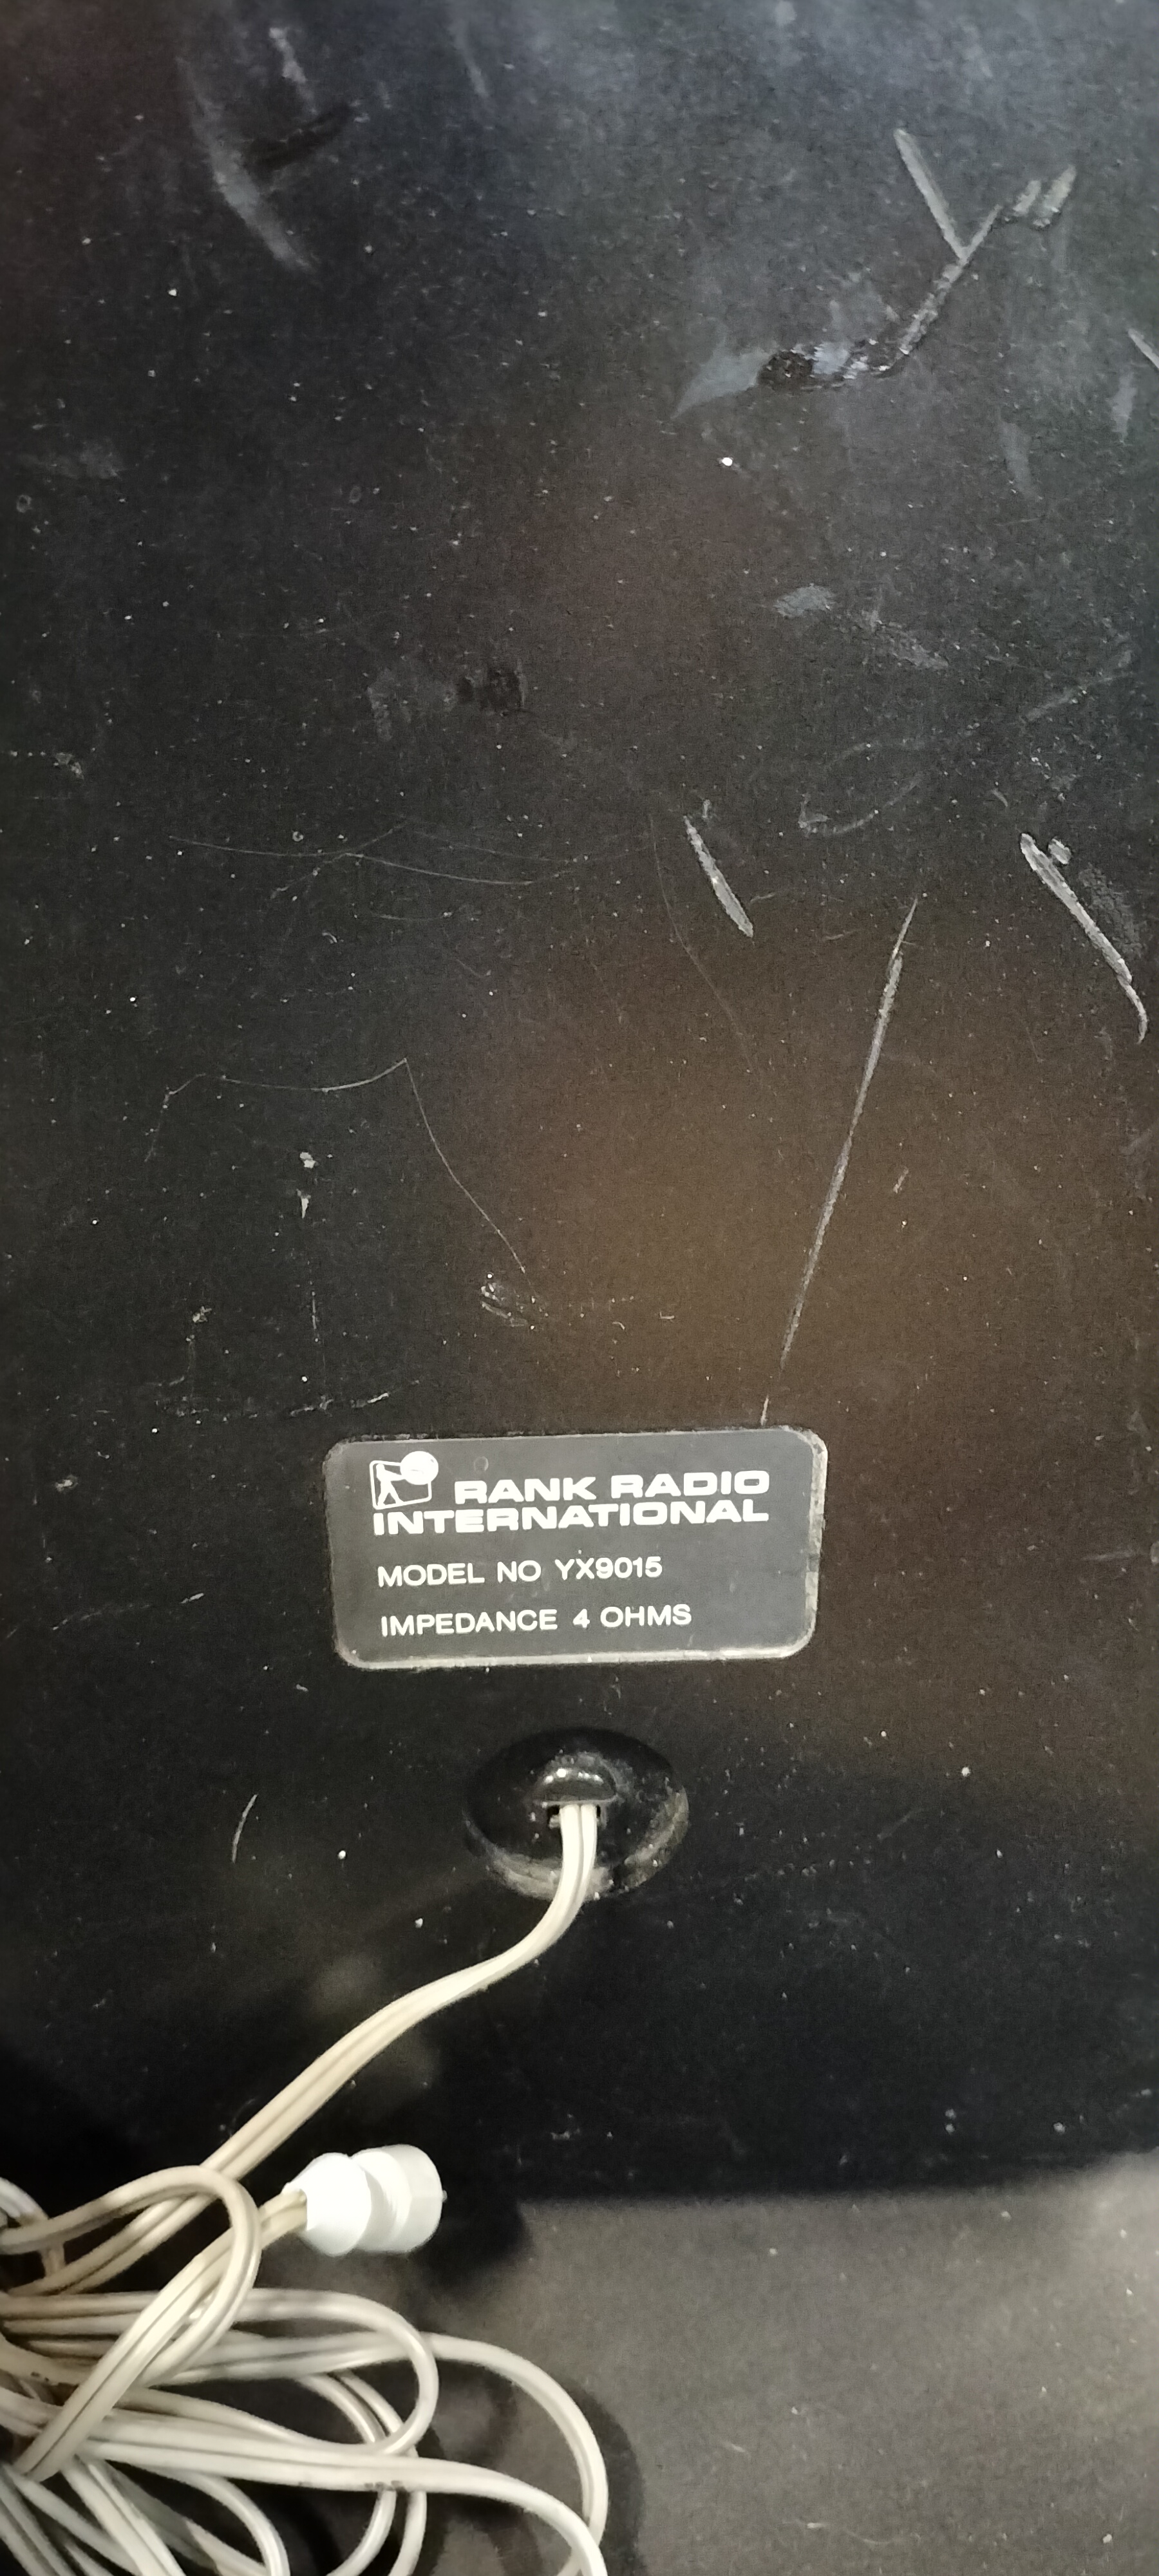 RANK RADIO
INTERNATIONAL
MODEL NO YX9015
IMPEDANCE 4 OHMS